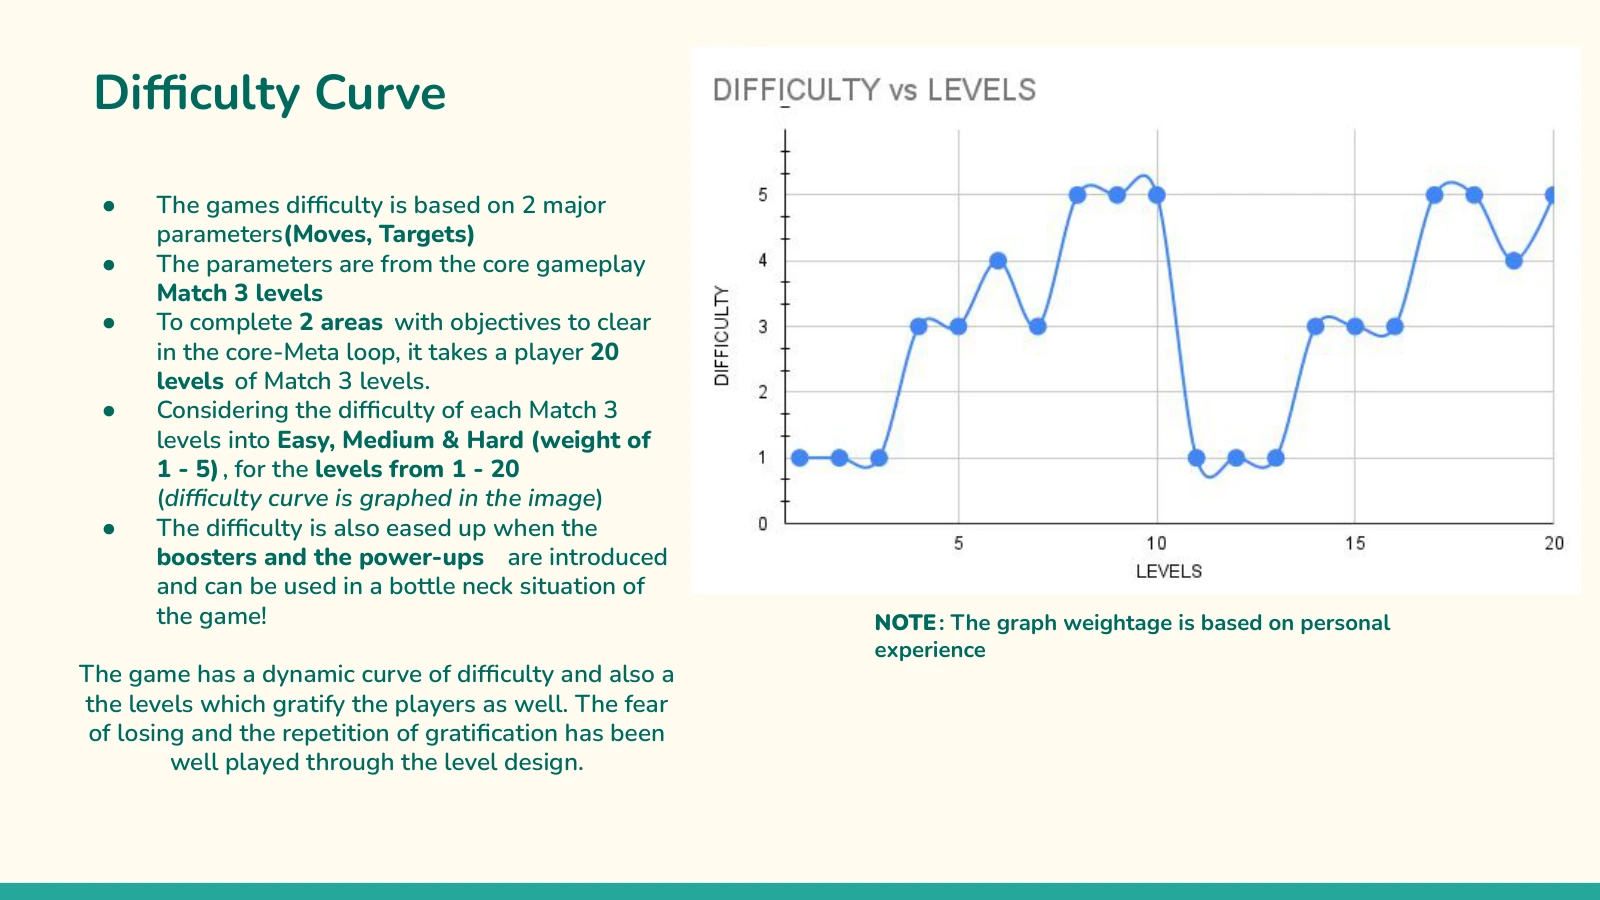 Difficulty Curve
● The games difficulty is based on 2 major
parameters(Moves, Targets)
● The parameters are from the core gameplay
Match 3 levels
● To complete 2 areas with objectives to clear
in the core-Meta loop, it takes a player 20
levels of Match 3 levels.
● Considering the difficulty of each Match 3
levels into Easy, Medium & Hard (weight of
1 - 5), for the levels from 1 - 20
(difficulty curve is graphed in the image)
● The difficulty is also eased up when the
boosters and the power-ups are introduced
and can be used in a bottle neck situation of
the game!
The game has a dynamic curve of difficulty and also a
the levels which gratify the players as well. The fear
of losing and the repetition of gratification has been
well played through the level design.
DIFFICULTY vs LEVELS
DIFFICULTY
5
4
3
2
1
0
5 10 15 20
LEVELS
NOTE: The graph weightage is based on personal
experience